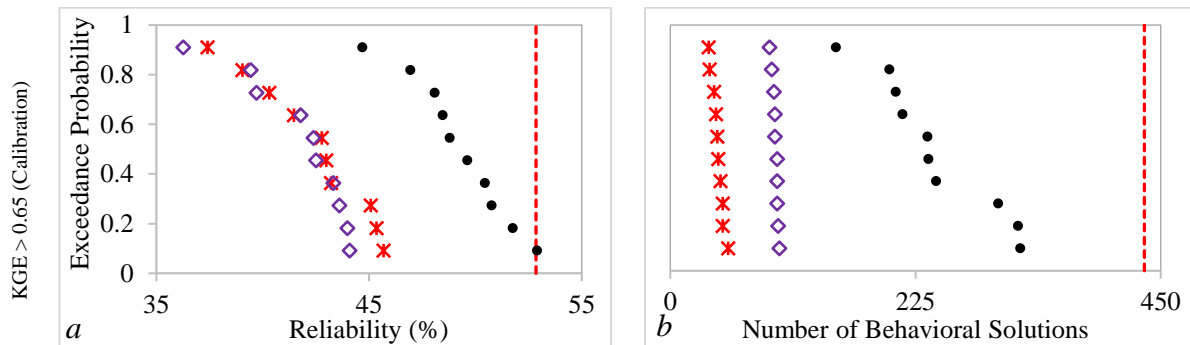 KGE > 0.65 (Calibration)
Exceedance Probability
1
0.8
0.6
0.4
0.2
0
35 45 55
a Reliability (%)
0 225 450
b Number of Behavioral Solutions